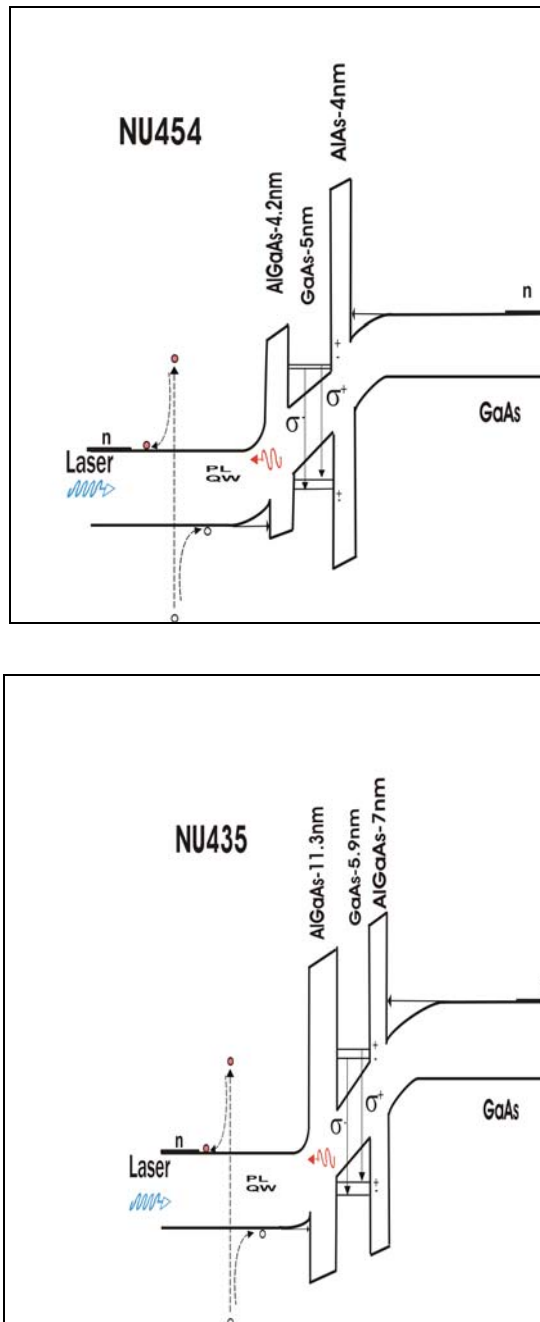 NU454
AlGaAs-4.2nm
GaAs-5nm
AlAs-4nm
n
n
Laser
PL
QW
σ-
σ+
+
-
+
-
GaAs
NU435
AlGaAs-11.3nm
GaAs-5.9nm
AlGaAs-7nm
n
Laser
PL
QW
σ-
σ+
+
-
+
-
GaAs